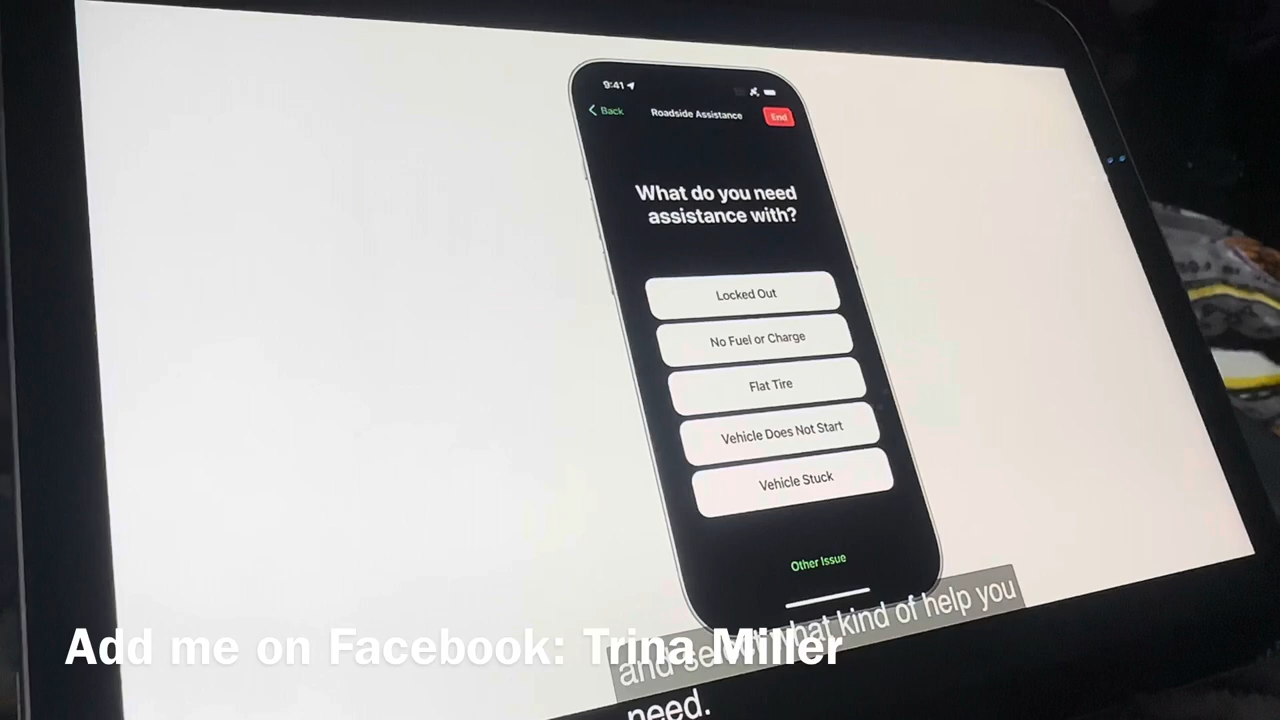 9:41
Back
Roadside Assistance
End
What do you need
assistance with?
Locked Out
No Fuel or Charge
Flat Tire
Vehicle Does Not Start
Vehicle Stuck
Other Issue
and select what kind of help you
need.
Add me on Facebook: Trina Miller